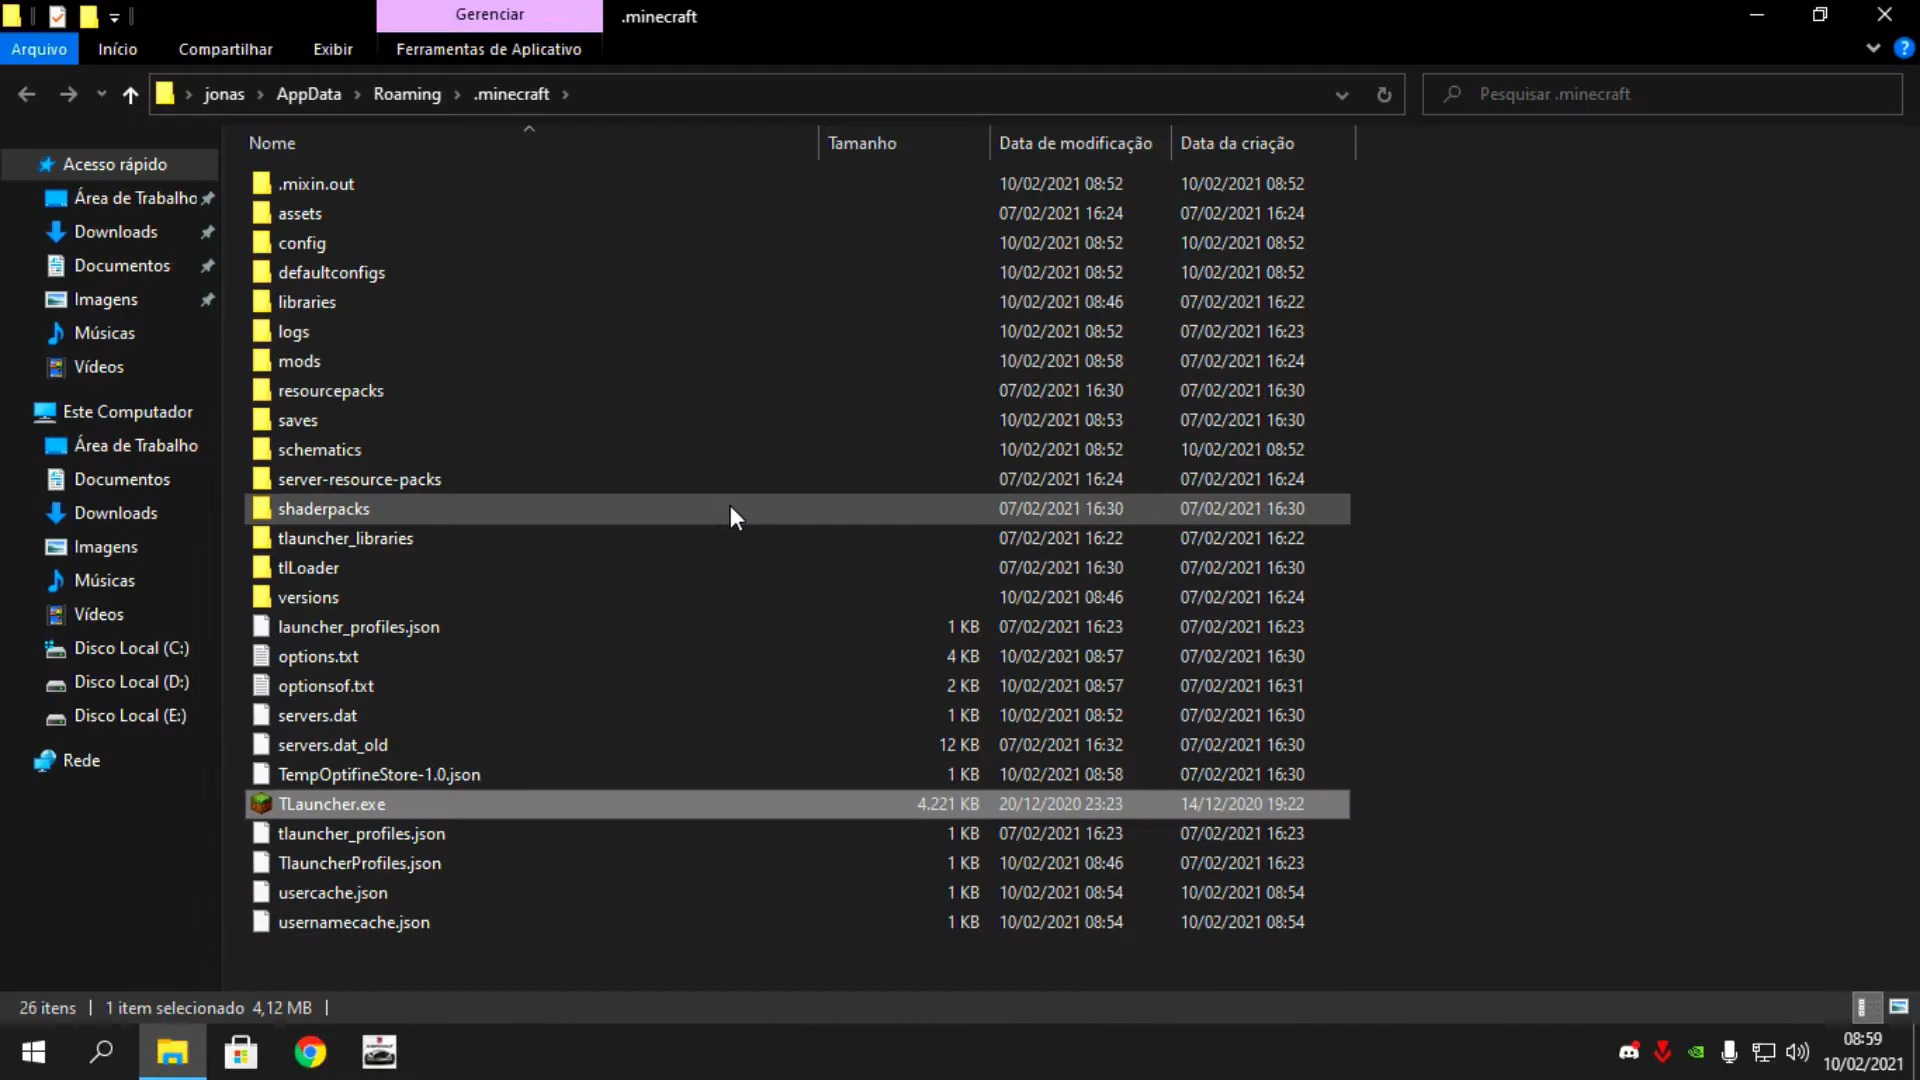 Gerenciar
.minecraft
Arquivo Início Compartilhar Exibir Ferramentas de Aplicativo
jonas AppData Roaming .minecraft
Pesquisar .minecraft
Nome Tamanho Data de modificação Data da criação
Acesso rápido
Área de Trabalho
Downloads
Documentos
Imagens
Músicas
Vídeos
Este Computador
Área de Trabalho
Documentos
Downloads
Imagens
Músicas
Vídeos
Disco Local (C:)
Disco Local (D:)
Disco Local (E:)
Rede
.mixin.out 10/02/2021 08:52 10/02/2021 08:52
assets 07/02/2021 16:24 07/02/2021 16:24
config 10/02/2021 08:52 10/02/2021 08:52
defaultconfigs 10/02/2021 08:52 10/02/2021 08:52
libraries 10/02/2021 08:46 07/02/2021 16:22
logs 10/02/2021 08:52 07/02/2021 16:23
mods 10/02/2021 08:58 07/02/2021 16:24
resourcepacks 07/02/2021 16:30 07/02/2021 16:30
saves 10/02/2021 08:53 07/02/2021 16:30
schematics 10/02/2021 08:52 10/02/2021 08:52
server-resource-packs 07/02/2021 16:24 07/02/2021 16:24
shaderpacks 07/02/2021 16:30 07/02/2021 16:30
tlauncher_libraries 07/02/2021 16:22 07/02/2021 16:22
tlLoader 07/02/2021 16:30 07/02/2021 16:30
versions 10/02/2021 08:46 07/02/2021 16:24
launcher_profiles.json 1 KB 07/02/2021 16:23 07/02/2021 16:23
options.txt 4 KB 10/02/2021 08:57 07/02/2021 16:30
optionsof.txt 2 KB 10/02/2021 08:57 07/02/2021 16:31
servers.dat 1 KB 10/02/2021 08:52 07/02/2021 16:30
servers.dat_old 12 KB 07/02/2021 16:32 07/02/2021 16:30
TempOptifineStore-1.0.json 1 KB 10/02/2021 08:58 07/02/2021 16:30
TLauncher.exe 4.221 KB 20/12/2020 23:23 14/12/2020 19:22
tlauncher_profiles.json 1 KB 07/02/2021 16:23 07/02/2021 16:23
TlauncherProfiles.json 1 KB 10/02/2021 08:46 07/02/2021 16:23
usercache.json 1 KB 10/02/2021 08:54 10/02/2021 08:54
usernamecache.json 1 KB 10/02/2021 08:54 10/02/2021 08:54
26 itens 1 item selecionado 4,12 MB
08:59
10/02/2021